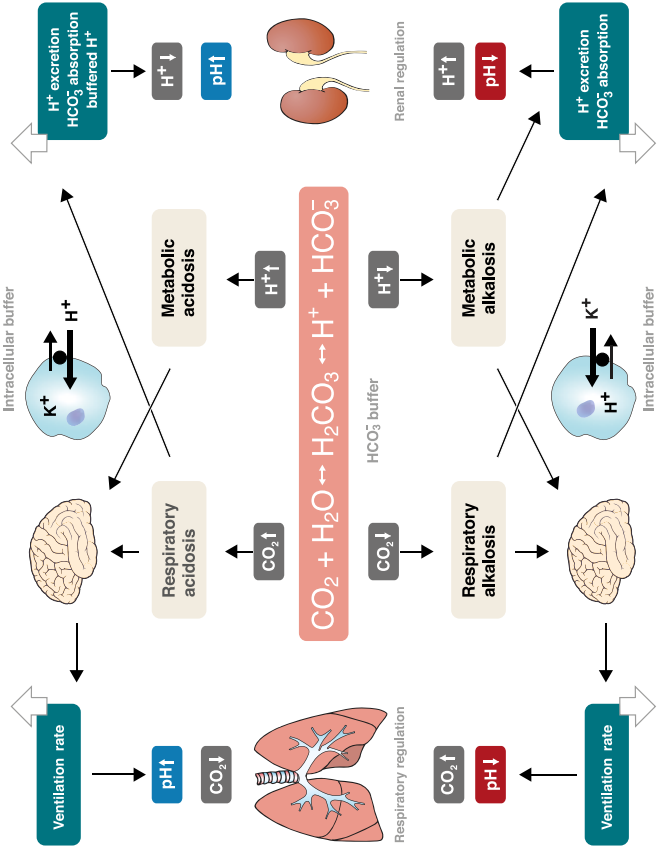 Intracellular buffer
Ventilation rate
K⁺
H⁺
H⁺ excretion
HCO₃⁻ absorption
buffered H⁺
pH↑
Respiratory
acidosis
Metabolic
acidosis
H⁺↓
CO₂↓
pH↑
CO₂↑
H⁺↑
CO₂ + H₂O ↔ H₂CO₃ ↔ H⁺ + HCO₃⁻
HCO₃⁻ buffer
CO₂↓
H⁺↓
Respiratory regulation
Renal regulation
CO₂↑
H⁺↑
pH↓
Respiratory
alkalosis
Metabolic
alkalosis
pH↓
Ventilation rate
H⁺
K⁺
H⁺ excretion
HCO₃⁻ absorption
Intracellular buffer